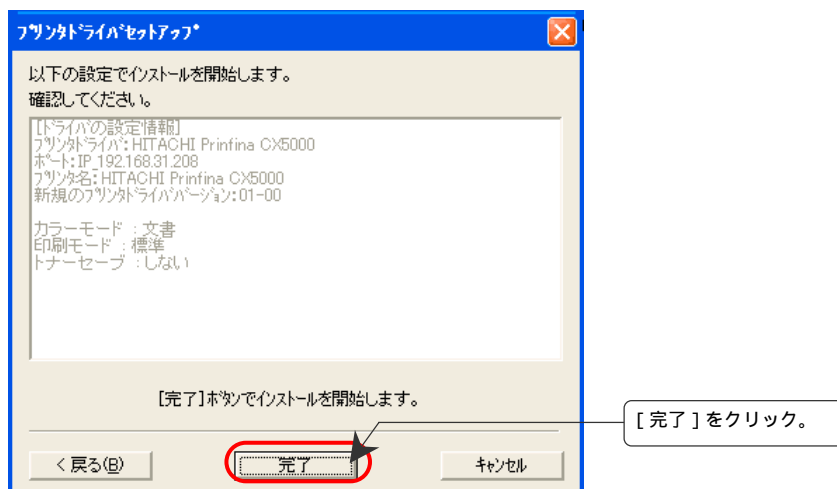 ﾌﾟﾘﾝﾀﾄﾞﾗｲﾊﾞｾｯﾄｱｯﾌﾟ
以下の設定でｲﾝｽﾄｰﾙを開始します。
確認してください。
[ﾄﾞﾗｲﾊﾞの設定情報]
ﾌﾟﾘﾝﾀﾄﾞﾗｲﾊﾞ:HITACHI Prinfina CX5000
ﾎﾟｰﾄ:IP_192.168.31.208
ﾌﾟﾘﾝﾀ名:HITACHI Prinfina CX5000
新規のﾌﾟﾘﾝﾀﾄﾞﾗｲﾊﾞﾊﾞｰｼﾞｮﾝ:01-00
カラーモード :文書
印刷モード :標準
トナーセーブ :しない
[完了]ﾎﾞﾀﾝでｲﾝｽﾄｰﾙを開始します。
[ 完了 ] をクリック。
< 戻る(B)
完了
ｷｬﾝｾﾙ